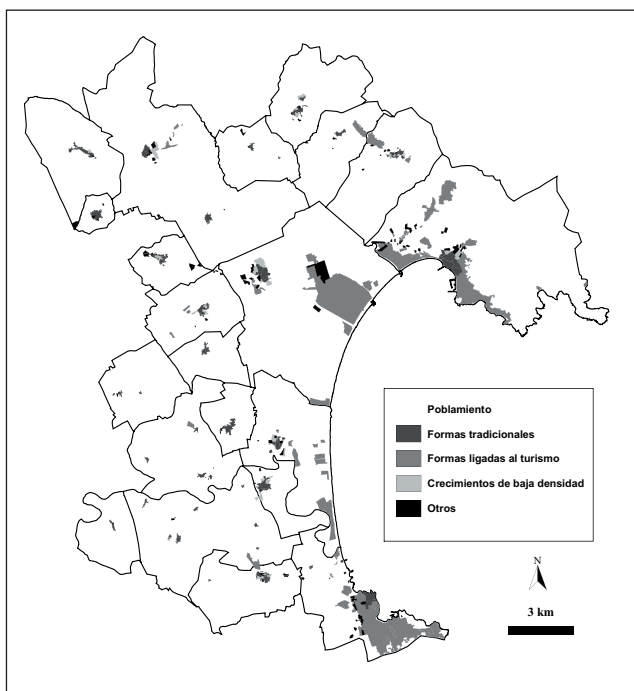 Poblamiento
Formas tradicionales
Formas ligadas al turismo
Crecimientos de baja densidad
Otros
N
3 km